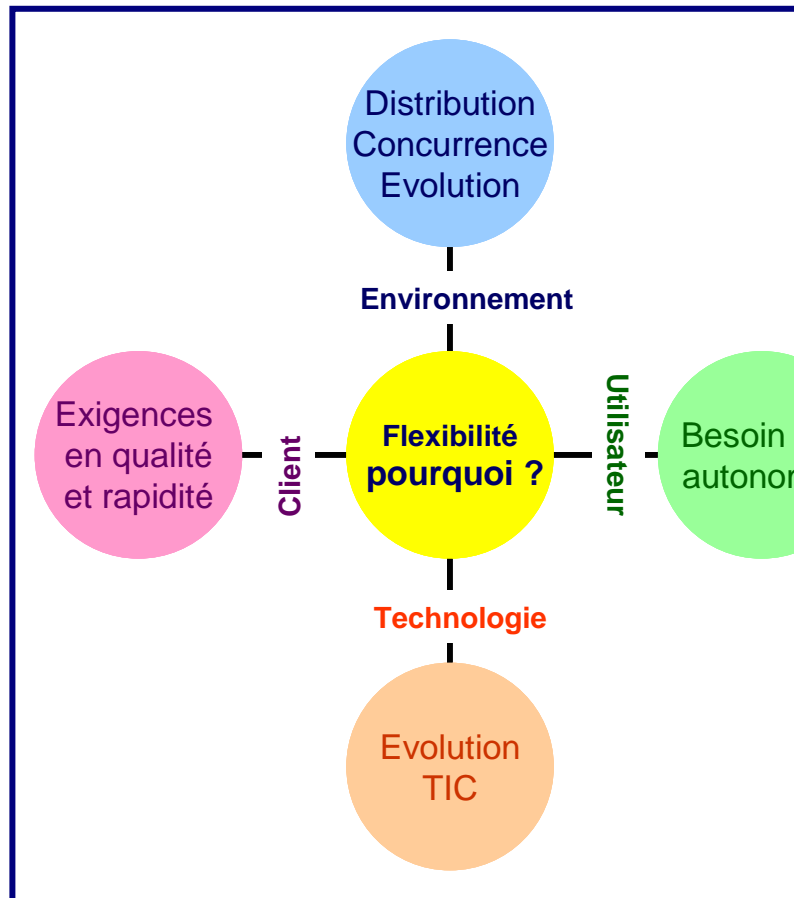 Distribution
Concurrence
Evolution
Environnement
Exigences
en qualité
et rapidité
Client
Flexibilité
pourquoi ?
Utilisateur
Besoin
Technologie
Evolution
TIC